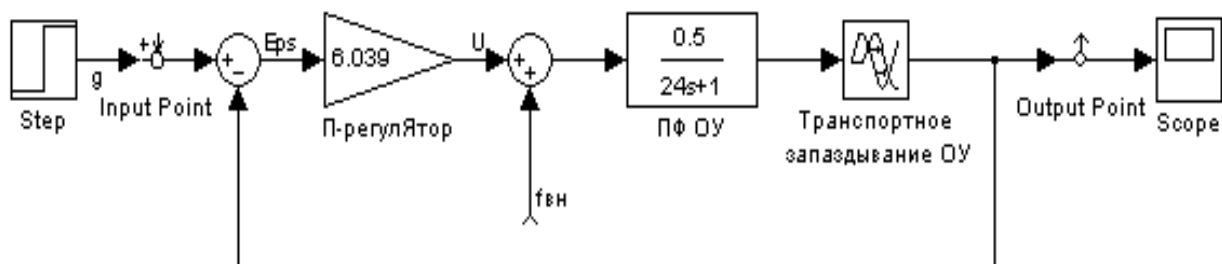 Step
g
+
Input Point
+
−
Eps
6.039
П-регулЯтор
U
+
+
fвн
0.5
24s+1
ПФ ОУ
Транспортное
запаздывание ОУ
Output Point
Scope